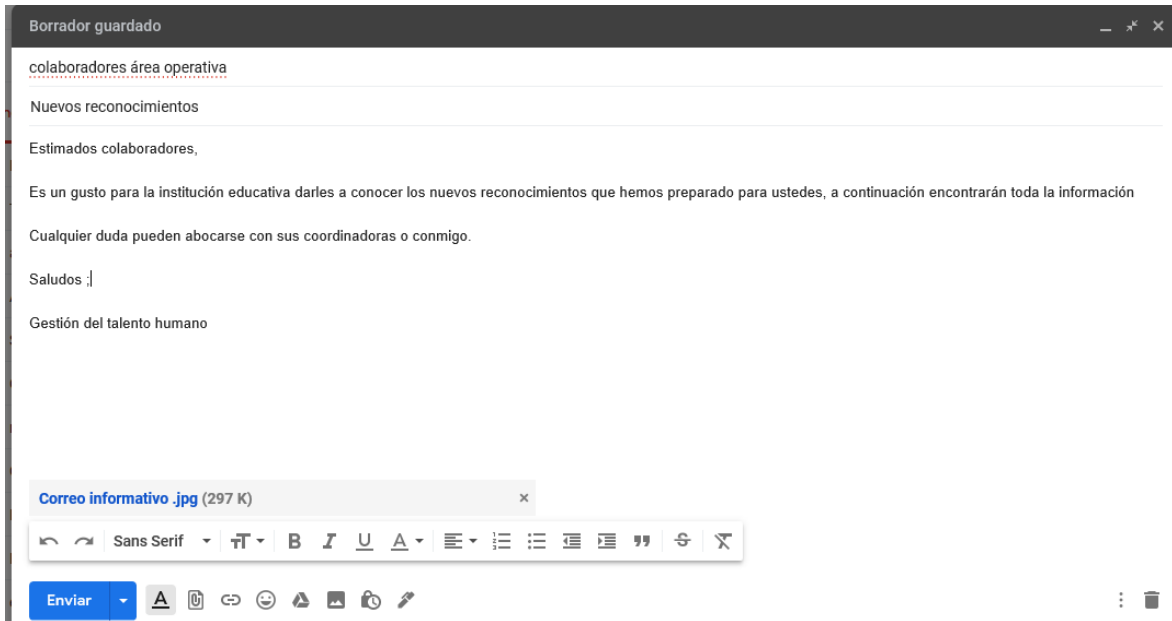 Borrador guardado
colaboradores área operativa
Nuevos reconocimientos
Estimados colaboradores,
Es un gusto para la institución educativa darles a conocer los nuevos reconocimientos que hemos preparado para ustedes, a continuación encontrarán toda la información
Cualquier duda pueden abocarse con sus coordinadoras o conmigo.
Saludos ;
Gestión del talento humano
Correo informativo .jpg (297 K)
Sans Serif
Enviar